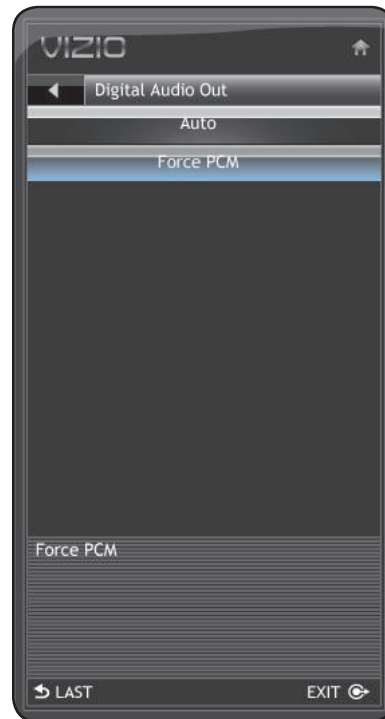 VIZIO
Digital Audio Out
Auto
Force PCM
Force PCM
LAST
EXIT